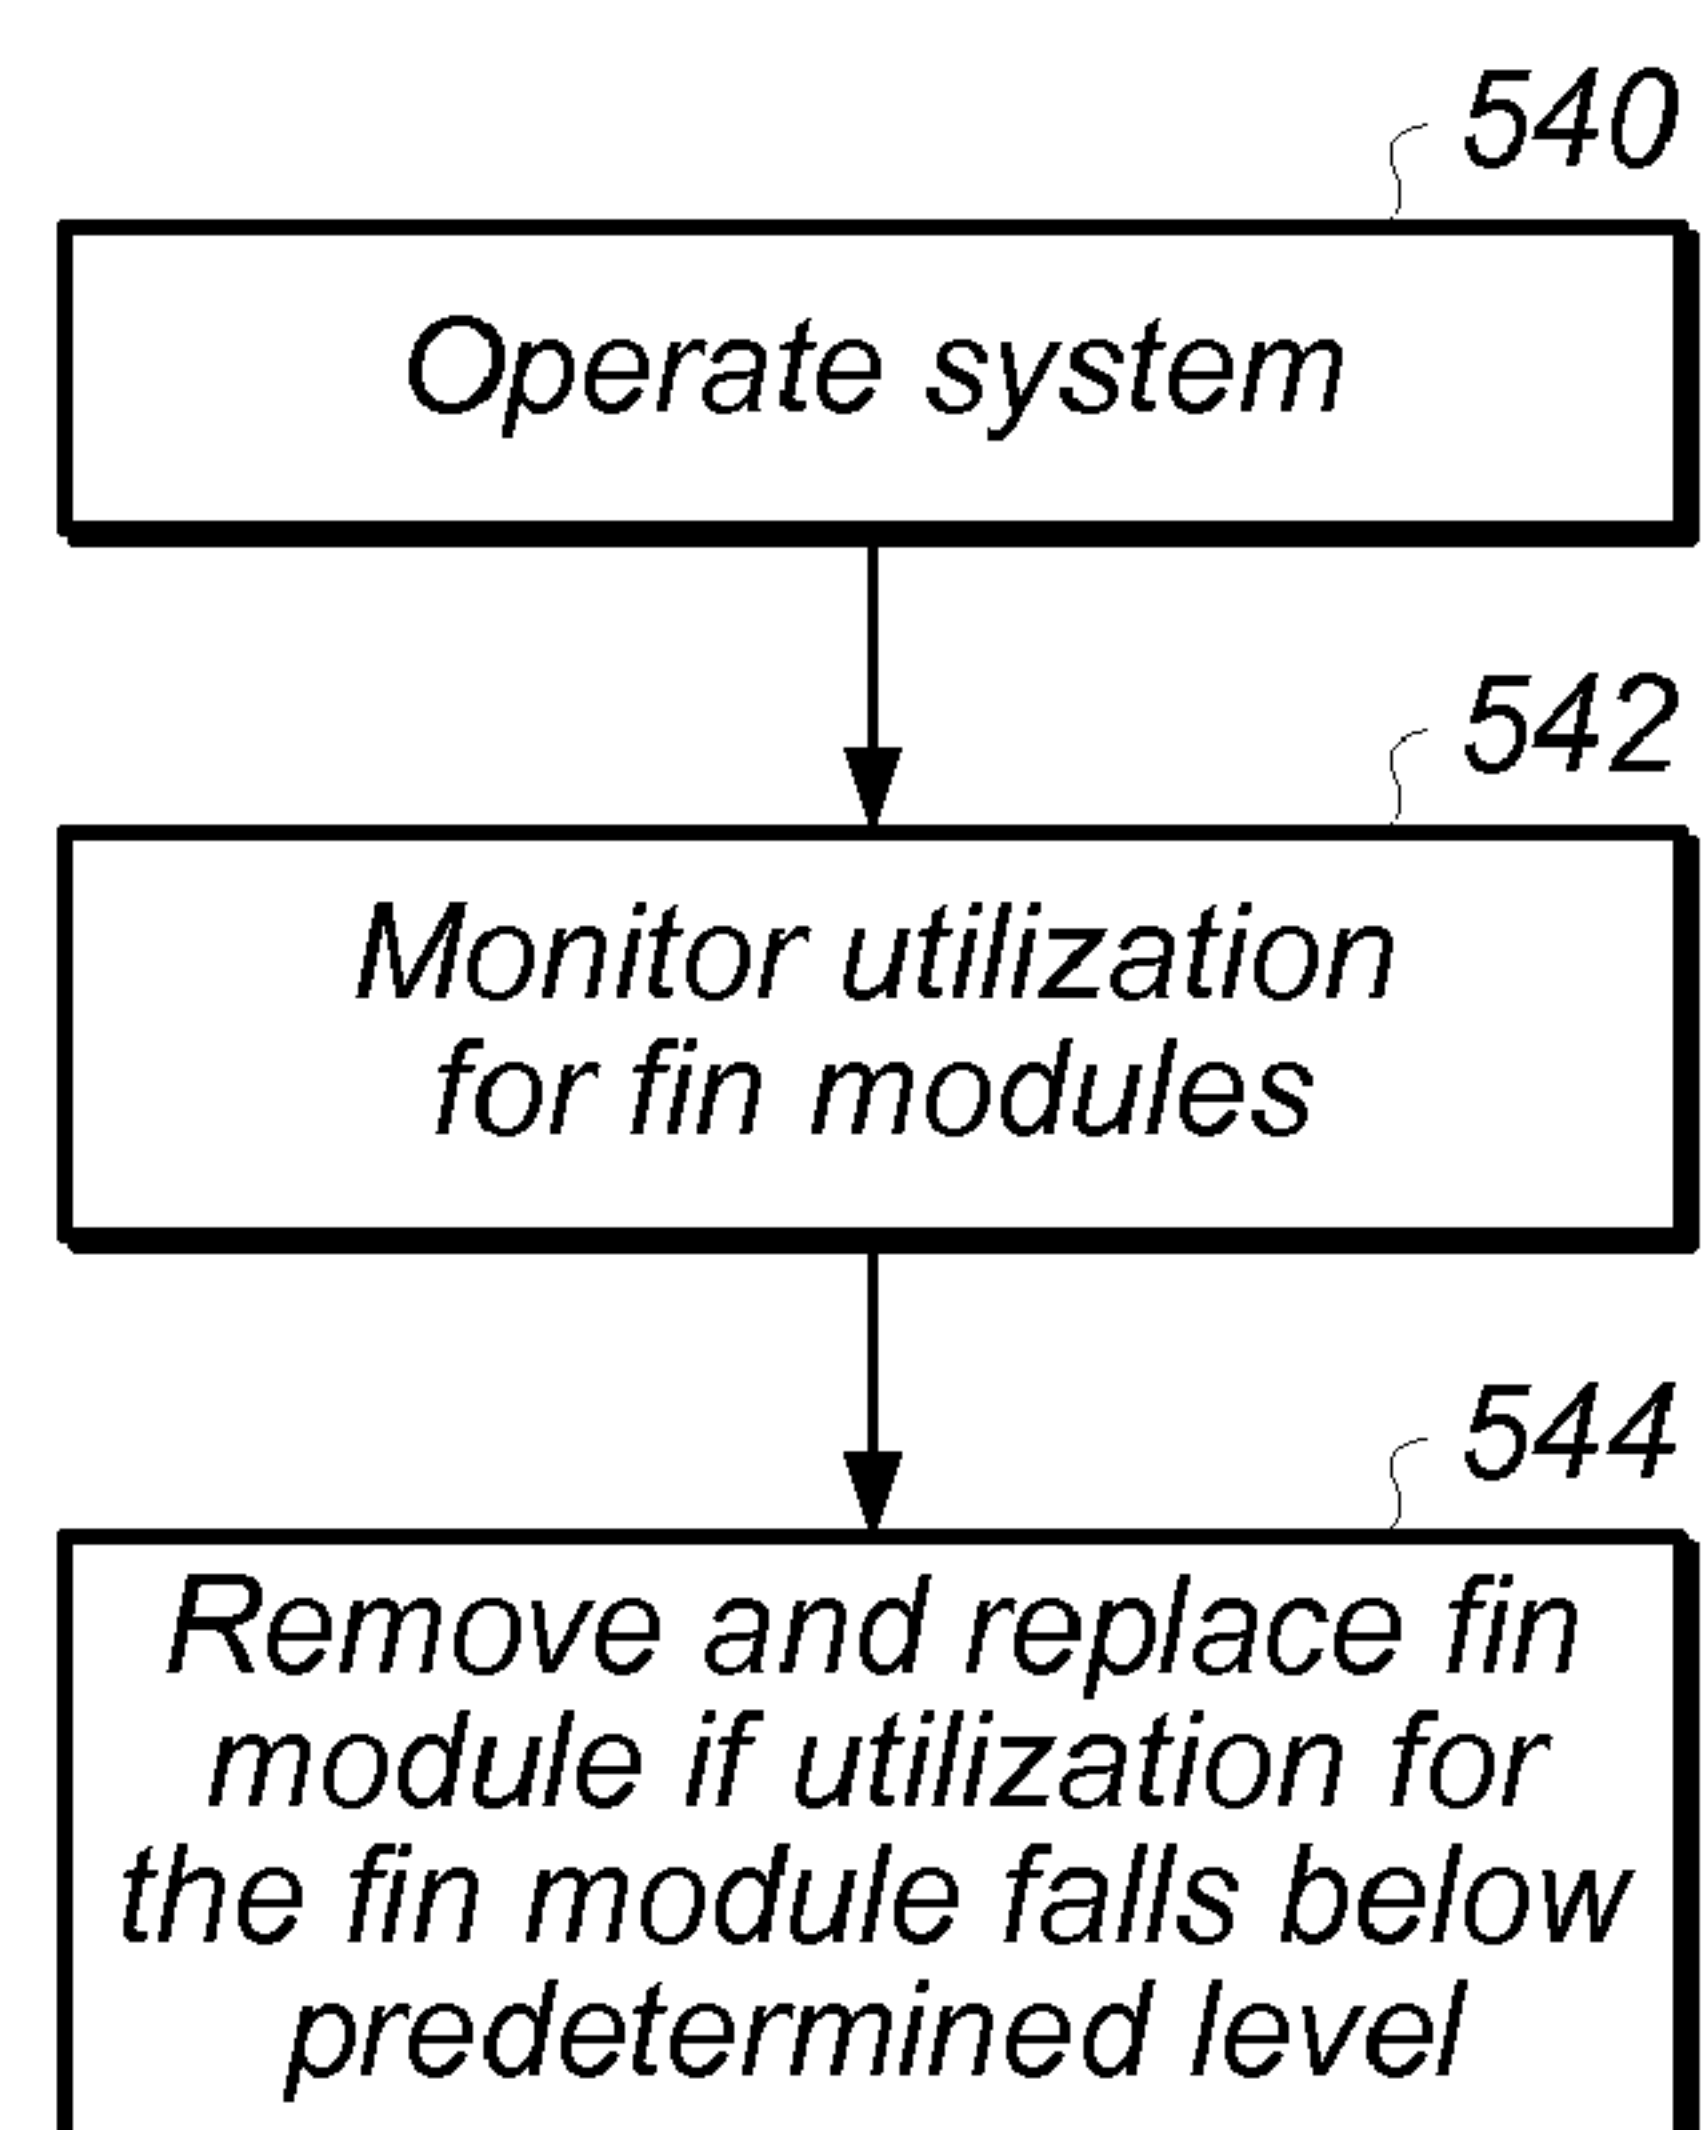 540
Operate system
542
Monitor utilization
for fin modules
544
Remove and replace fin
module if utilization for
the fin module falls below
predetermined level